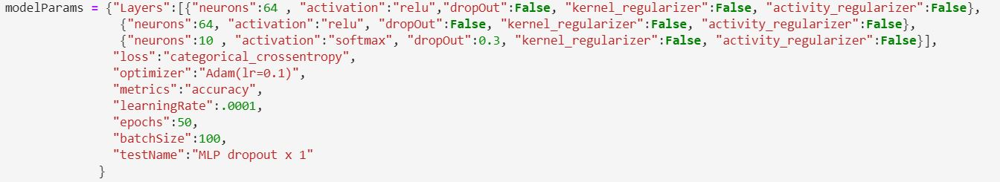 modelParams = {"Layers":[{"neurons":64 , "activation":"relu","dropOut":False, "kernel_regularizer":False, "activity_regularizer":False},
{"neurons":64, "activation":"relu", "dropOut":False, "kernel_regularizer":False, "activity_regularizer":False},
{"neurons":10 , "activation":"softmax", "dropOut":0.3, "kernel_regularizer":False, "activity_regularizer":False}],
"loss":"categorical_crossentropy",
"optimizer":"Adam(lr=0.1)",
"metrics":"accuracy",
"learningRate":.0001,
"epochs":50,
"batchSize":100,
"testName":"MLP dropout x 1"
}